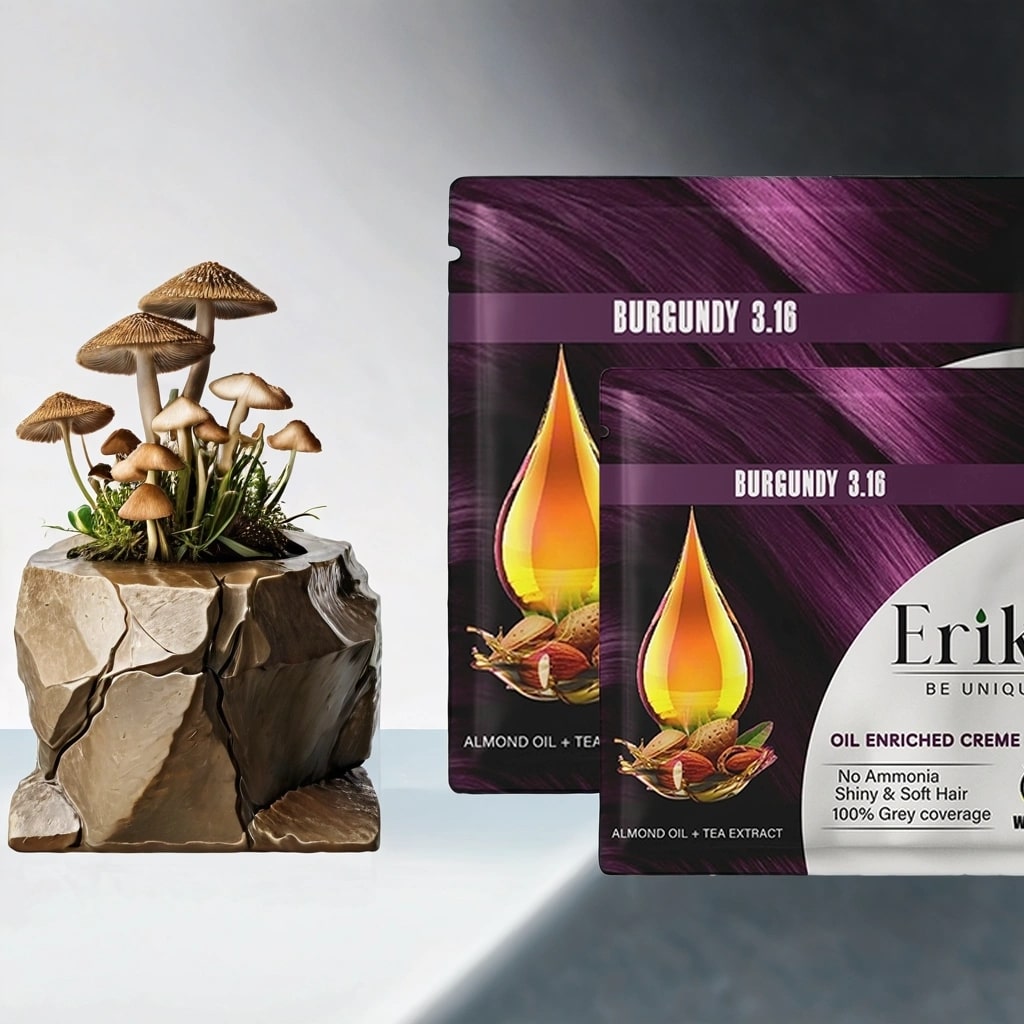 BURGUNDY 3.16
ALMOND OIL + TEA
BURGUNDY 3.16
Erik
BE UNIQU
OIL ENRICHED CREME
No Ammonia
Shiny & Soft Hair
100% Grey coverage
W
ALMOND OIL + TEA EXTRACT